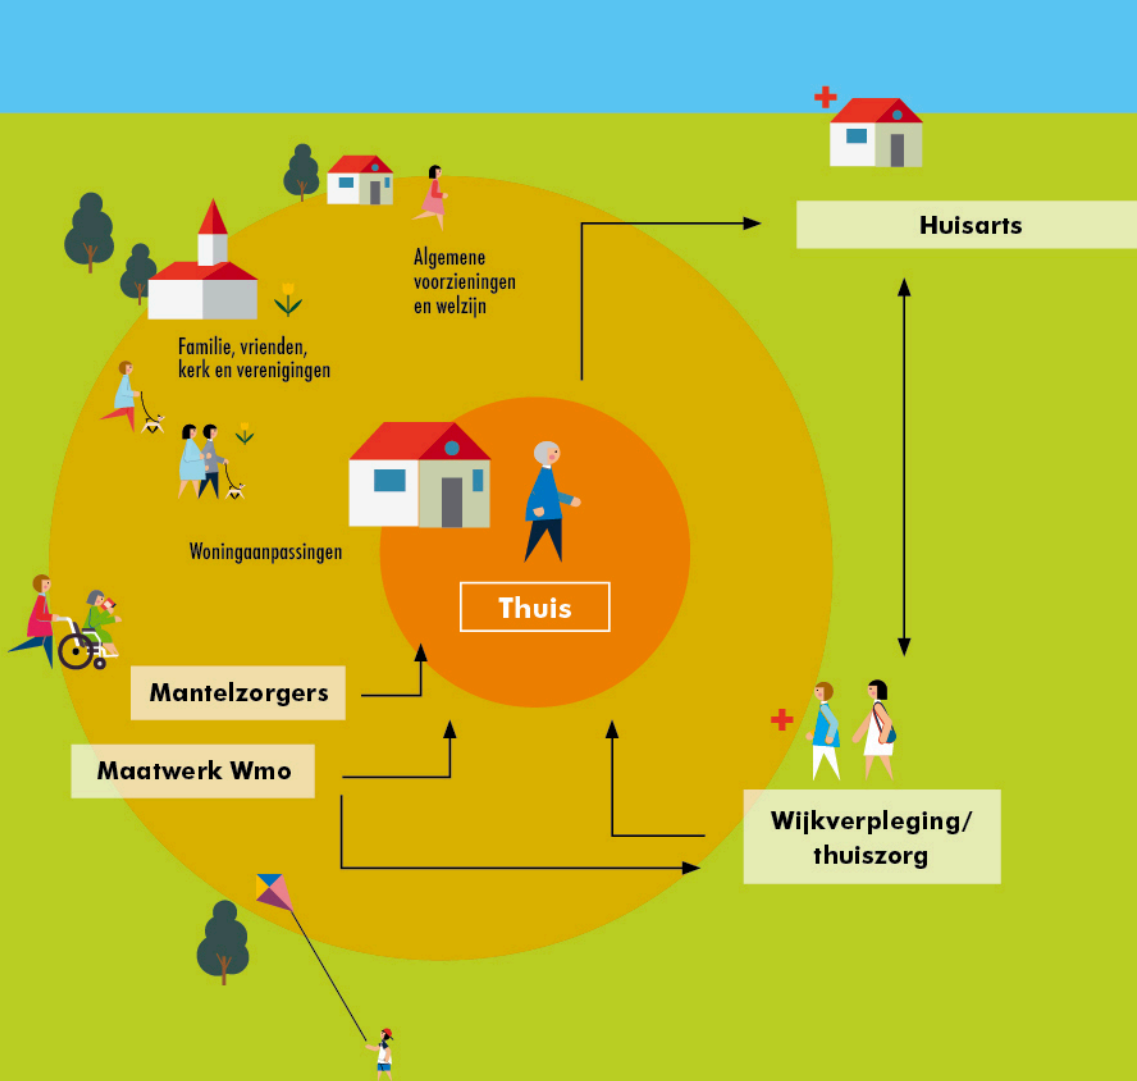 Huisarts
Algemene
voorzieningen
en welzijn
Familie, vrienden,
kerk en verenigingen
Woningaanpassingen
Thuis
Mantelzorgers
Maatwerk Wmo
Wijkverpleging/
thuiszorg